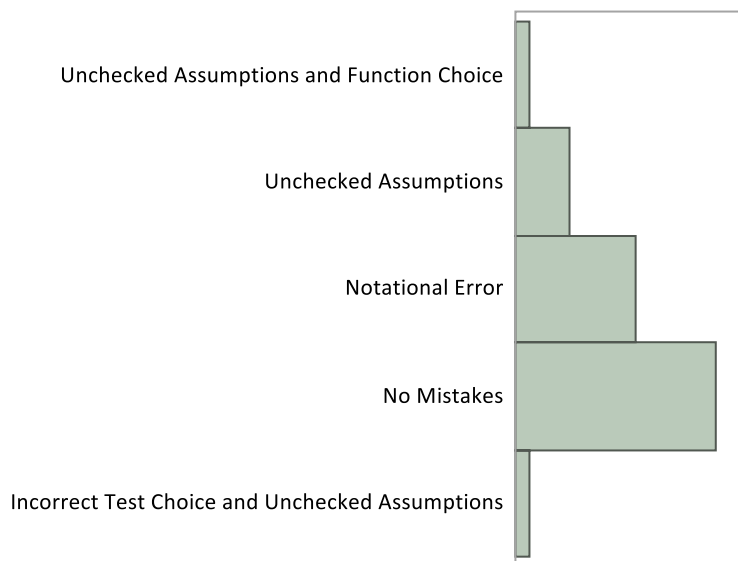 Unchecked Assumptions and Function Choice
Unchecked Assumptions
Notational Error
No Mistakes
Incorrect Test Choice and Unchecked Assumptions